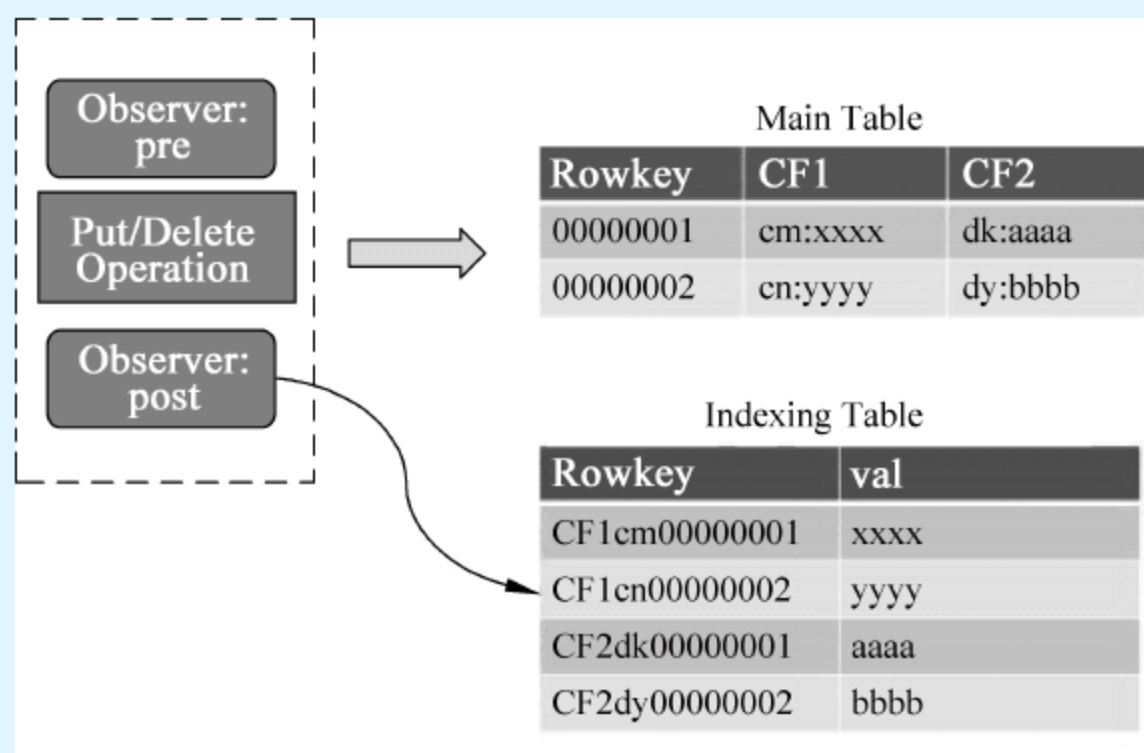 Observer:
pre
Put/Delete
Operation
Observer:
post
Main Table
Rowkey CF1 CF2
00000001 cm:xxxx dk:aaaa
00000002 cn:yyyy dy:bbbb
Indexing Table
Rowkey val
CF1cm00000001 xxxx
CF1cn00000002 yyyy
CF2dk00000001 aaaa
CF2dy00000002 bbbb